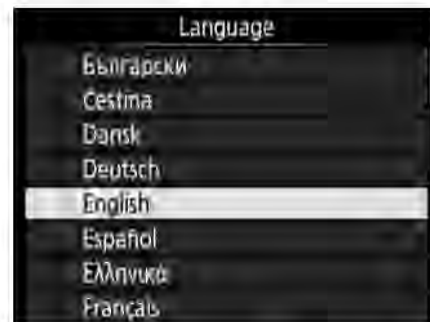 Language
Български
Čeština
Dansk
Deutsch
English
Español
Ελληνικά
Français